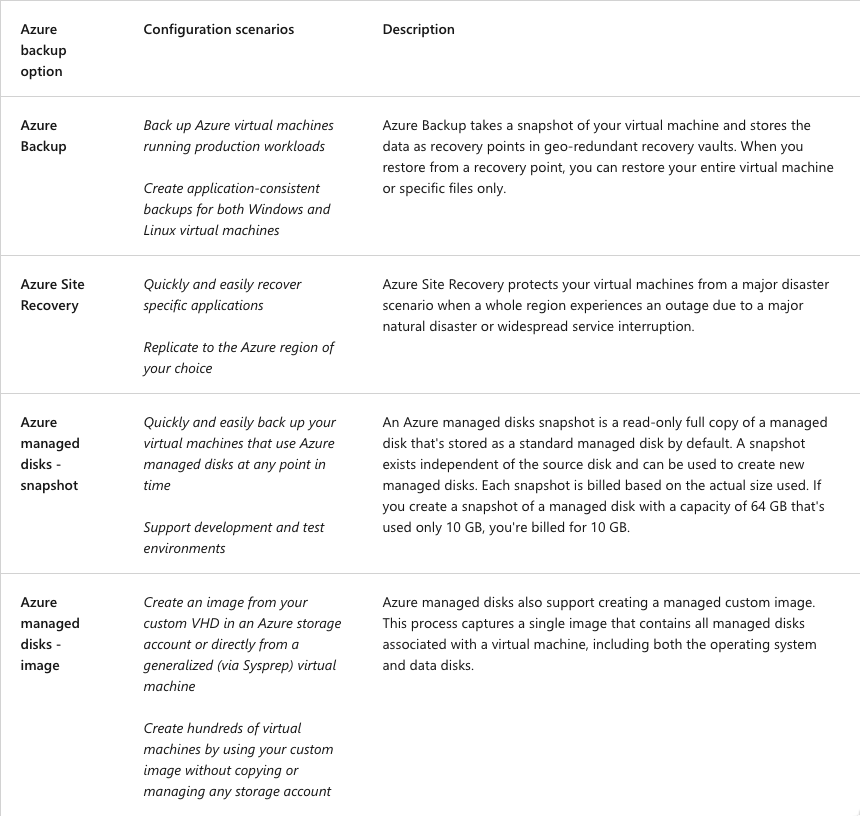 Azure backup option
Configuration scenarios
Description
Azure Backup
Back up Azure virtual machines
running production workloads
Create application-consistent
backups for both Windows and
Linux virtual machines
Azure Backup takes a snapshot of your virtual machine and stores the
data as recovery points in geo-redundant recovery vaults. When you
restore from a recovery point, you can restore your entire virtual machine
or specific files only.
Azure Site
Recovery
Quickly and easily recover
specific applications
Replicate to the Azure region of
your choice
Azure Site Recovery protects your virtual machines from a major disaster
scenario when a whole region experiences an outage due to a major
natural disaster or widespread service interruption.
Azure
managed
disks -
snapshot
Quickly and easily back up your
virtual machines that use Azure
managed disks at any point in
time
Support development and test
environments
An Azure managed disks snapshot is a read-only full copy of a managed
disk that's stored as a standard managed disk by default. A snapshot
exists independent of the source disk and can be used to create new
managed disks. Each snapshot is billed based on the actual size used. If
you create a snapshot of a managed disk with a capacity of 64 GB that's
used only 10 GB, you're billed for 10 GB.
Azure
managed
disks -
image
Create an image from your
custom VHD in an Azure storage
account or directly from a
generalized (via Sysprep) virtual
machine
Create hundreds of virtual
machines by using your custom
image without copying or
managing any storage account
Azure managed disks also support creating a managed custom image.
This process captures a single image that contains all managed disks
associated with a virtual machine, including both the operating system
and data disks.